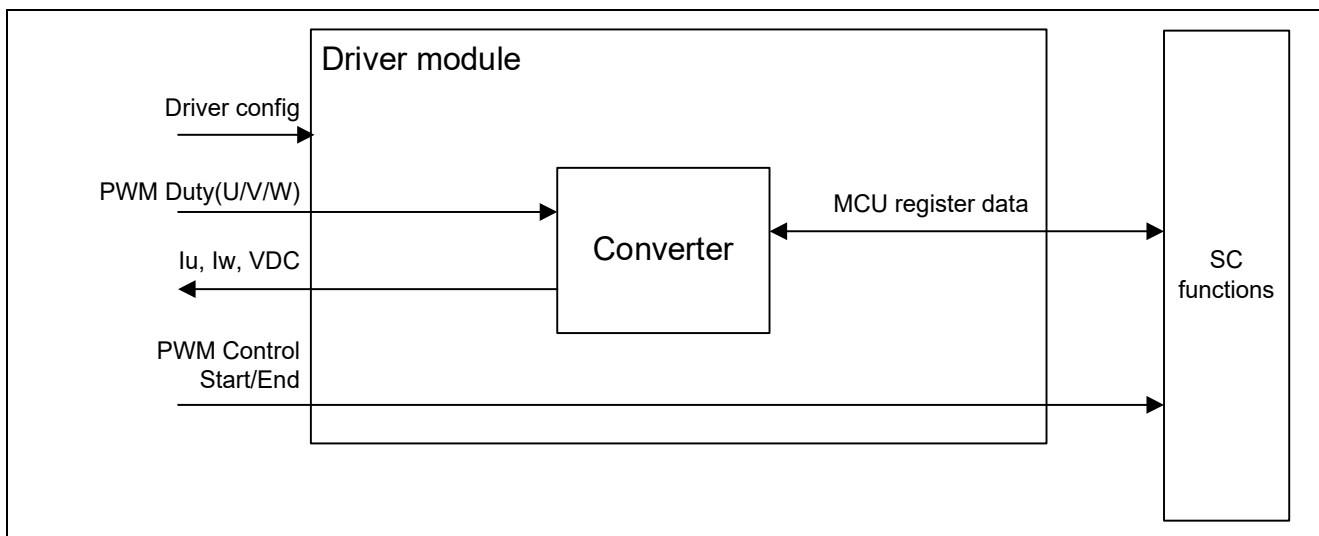 Driver module
Driver config
PWM Duty(U/V/W)
MCU register data
Converter
Iu, Iw, VDC
SC
functions
PWM Control
Start/End